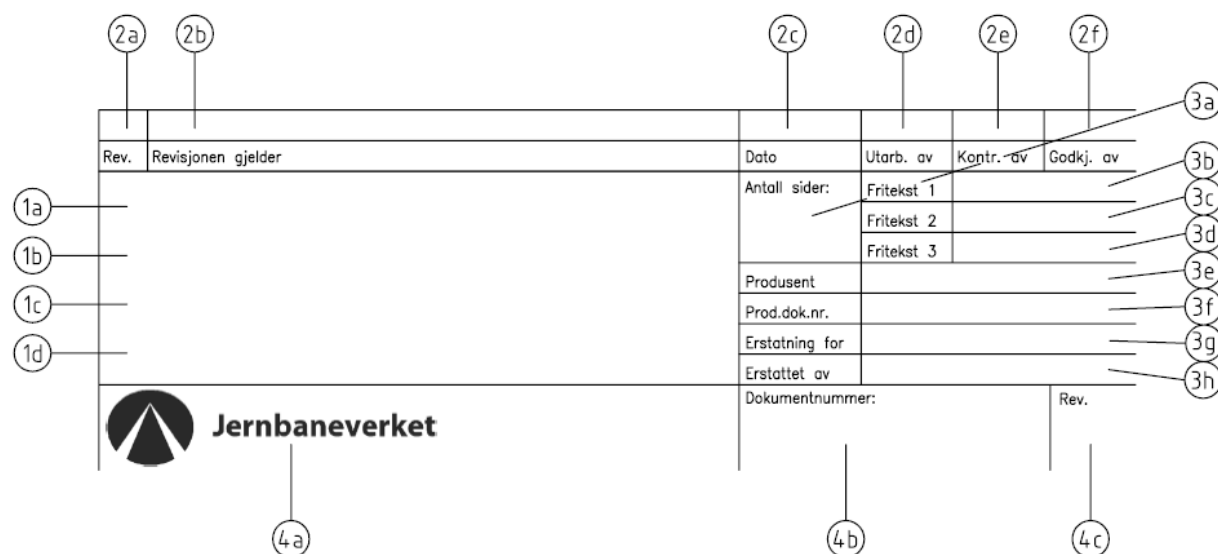 2a 2b 2c 2d 2e 2f
3a
Rev. Revisjonen gjelder Dato Utarb. av Kontr. av Godkj. av
3b
Antall sider: Fritekst 1
1a
3c
Fritekst 2
3d
1b Fritekst 3
3e
Produsent
1c 3f
Prod.dok.nr.
3g
1d Erstatning for
3h
Erstattet av
Dokumentnummer: Rev.
Jernbaneverket
4a 4b 4c